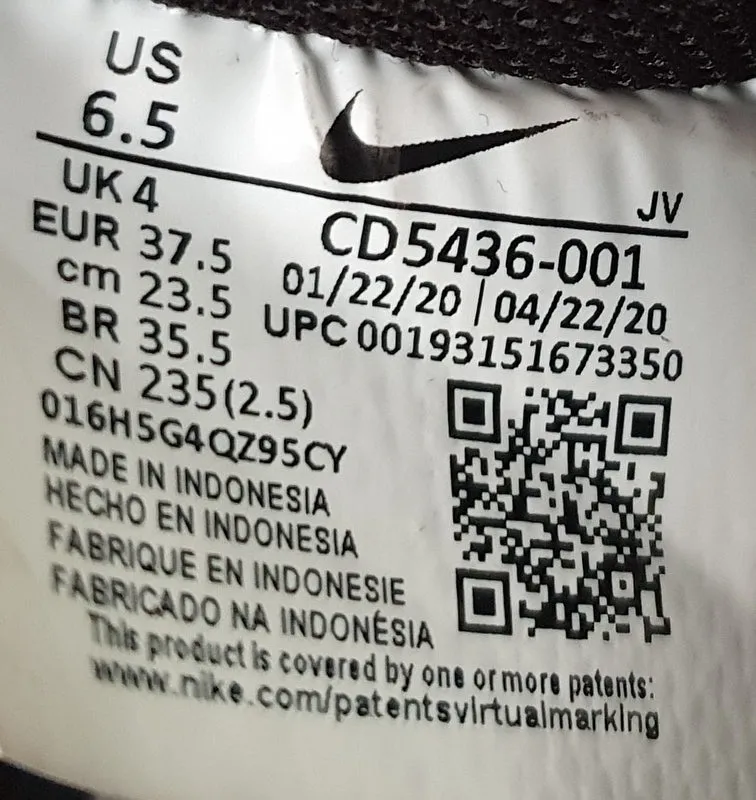 US
6.5
JV
UK 4
EUR 37.5
cm 23.5
BR 35.5
CN 235(2.5)
CD5436-001
01/22/20 | 04/22/20
UPC 00193151673350
016H5G4QZ95CY
MADE IN INDONESIA
HECHO EN INDONESIA
FABRIQUE EN INDONESIE
FABRICADO NA INDONÉSIA
This product is covered by one or more patents:
www.nike.com/patentsvirtualmarking